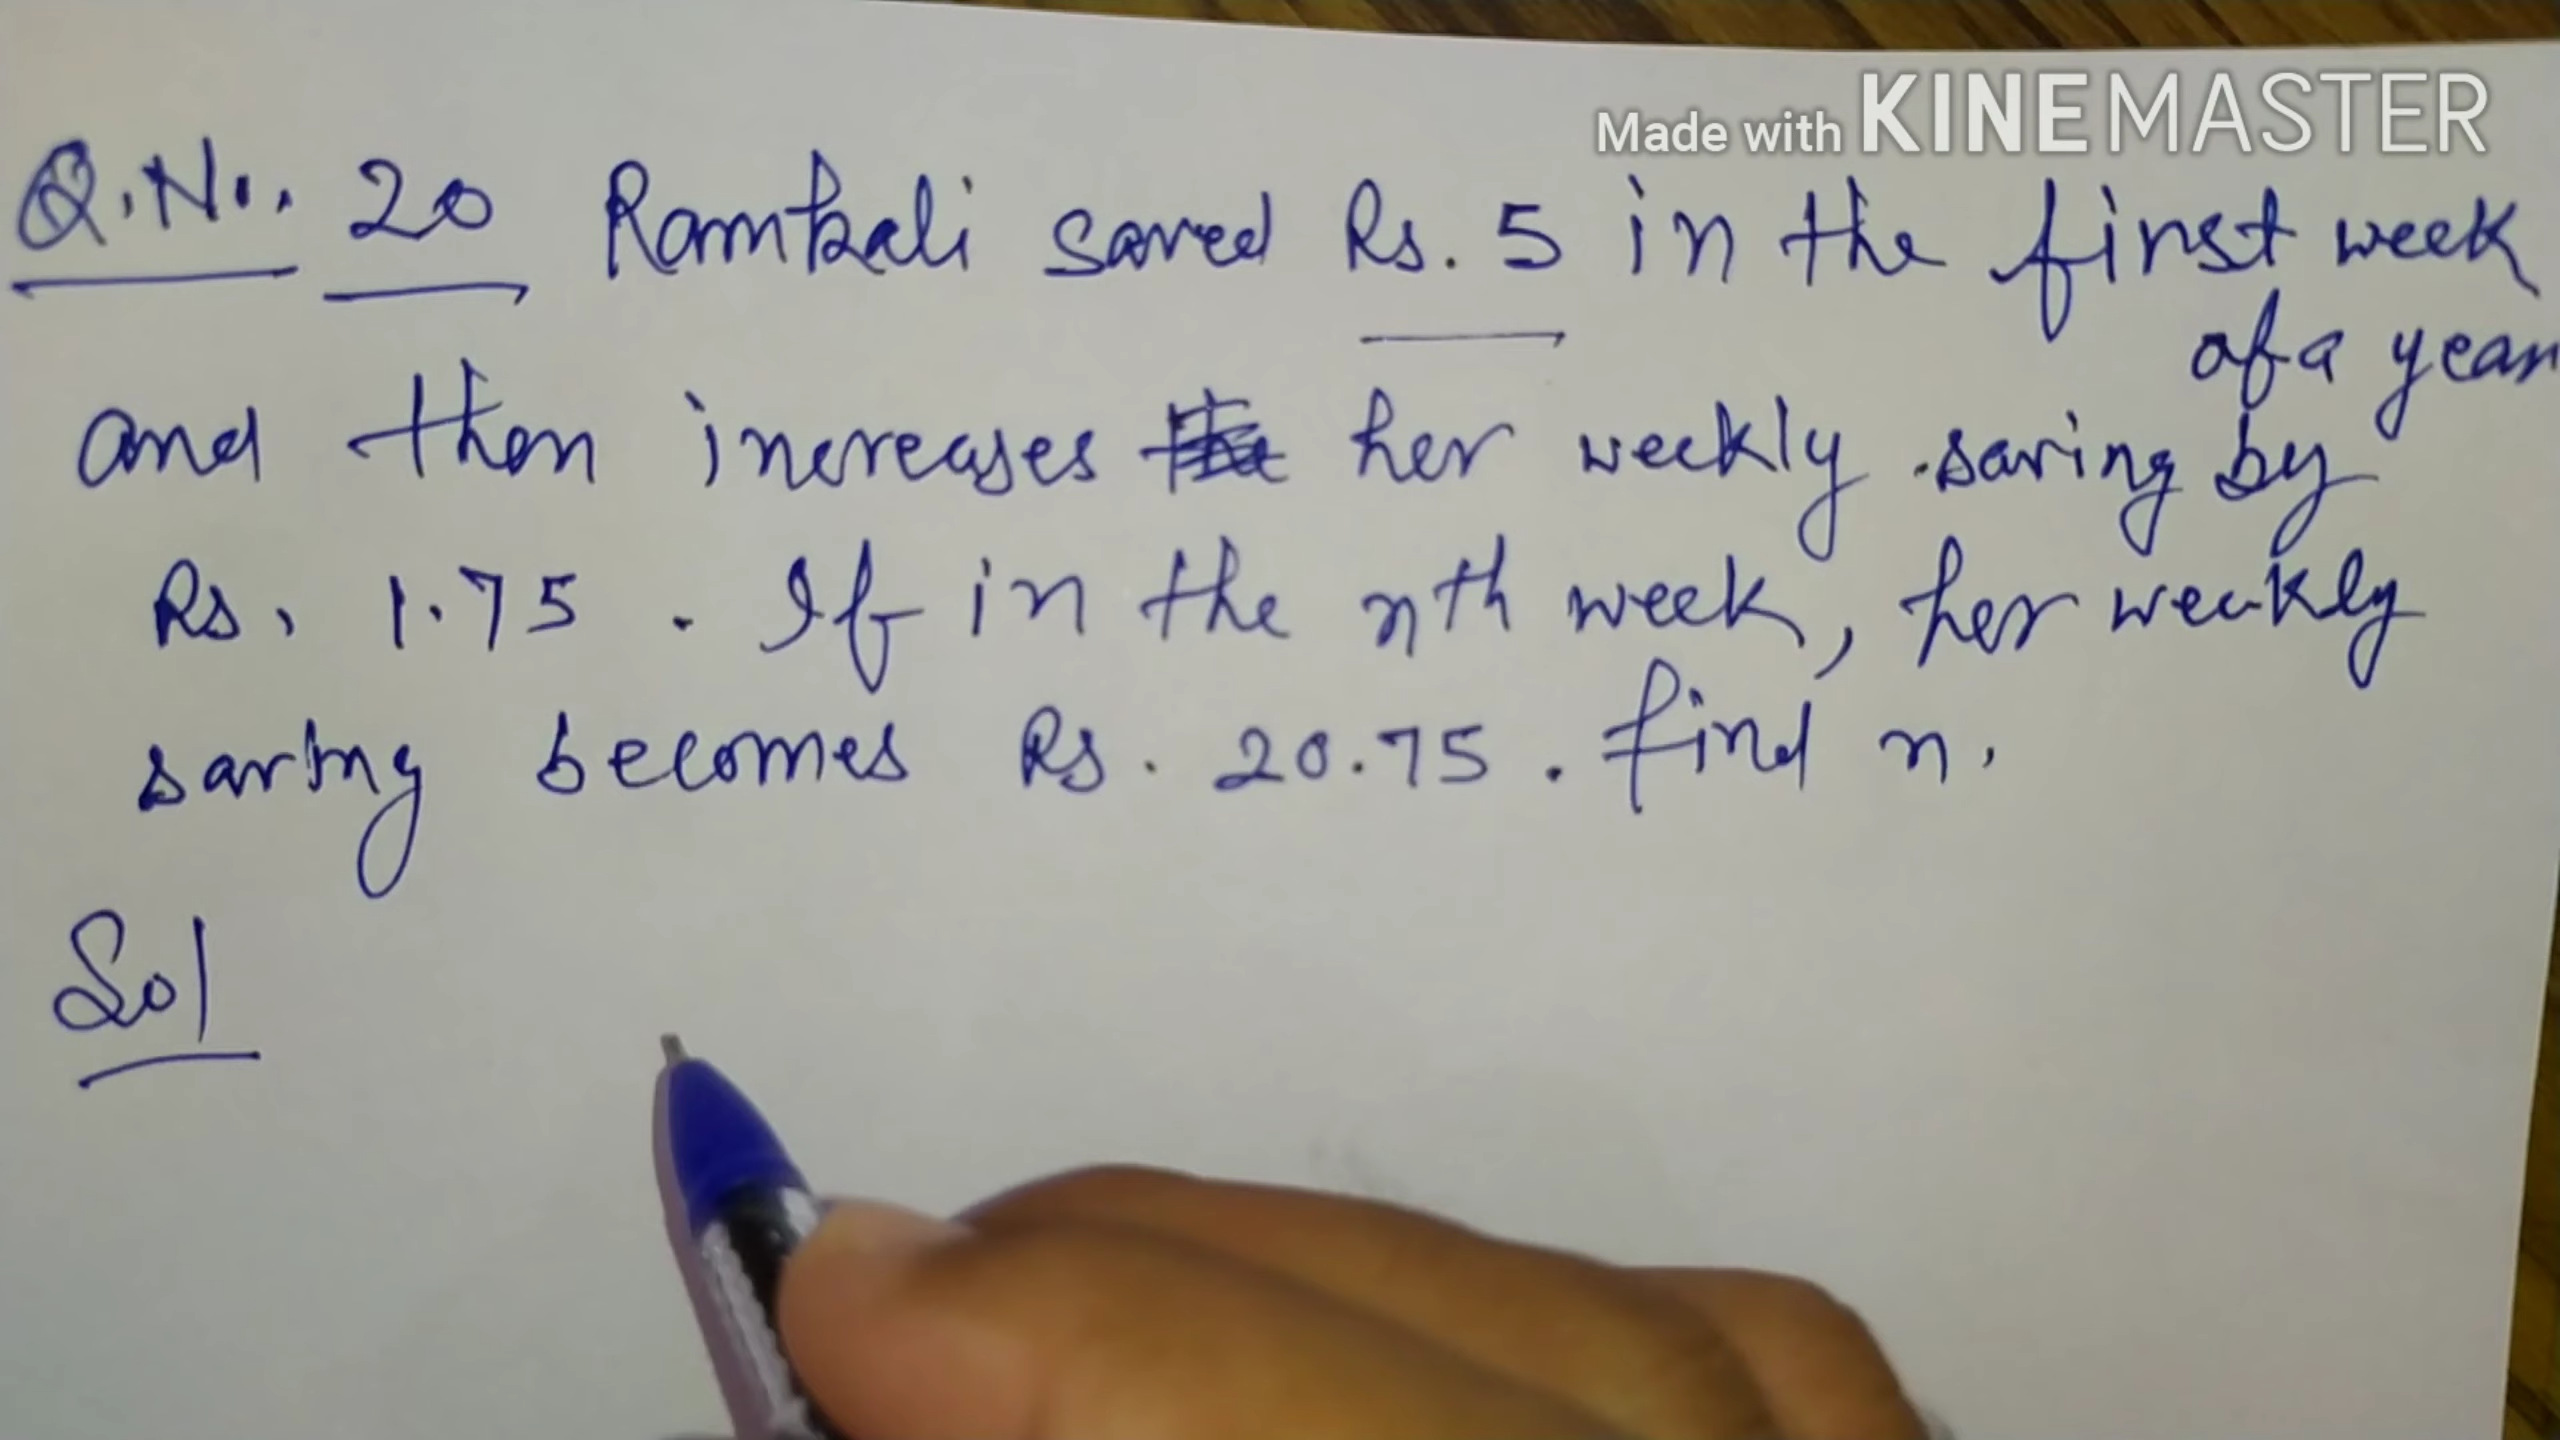 Made with KINEMASTER
Q.No. 20 Ramkali saved Rs. 5 in the first week
of a year
and then increases her weekly saving by
Rs. 1.75. If in the nth week, her weekly
saving becomes Rs. 20.75. find n.
Sol